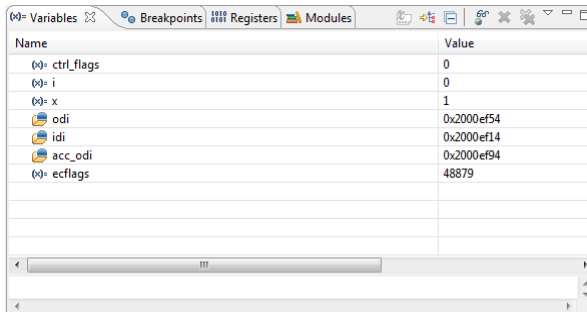 (x)= Variables Breakpoints 1010 0101 Registers Modules
Name Value
(x)= ctrl_flags 0
(x)= i 0
(x)= x 1
odi 0x2000ef54
idi 0x2000ef14
acc_odi 0x2000ef94
(x)= ecflags 48879